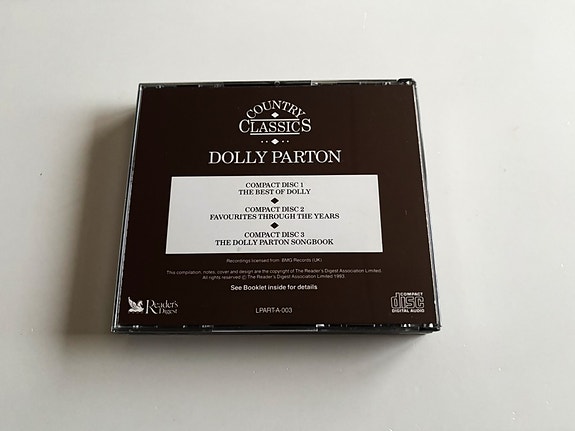 COUNTRY
CLASSICS
DOLLY PARTON
COMPACT DISC 1
THE BEST OF DOLLY
COMPACT DISC 2
FAVOURITES THROUGH THE YEARS
COMPACT DISC 3
THE DOLLY PARTON SONGBOOK
Recordings licensed from BMG Records (UK)
This compilation, notes, cover and design are the copyright of The Reader's Digest Association Limited.
All rights reserved © The Reader's Digest Association Limited 1993.
See Booklet inside for details
Reader's
Digest
LPART-A-003
COMPACT
disc
DIGITAL AUDIO